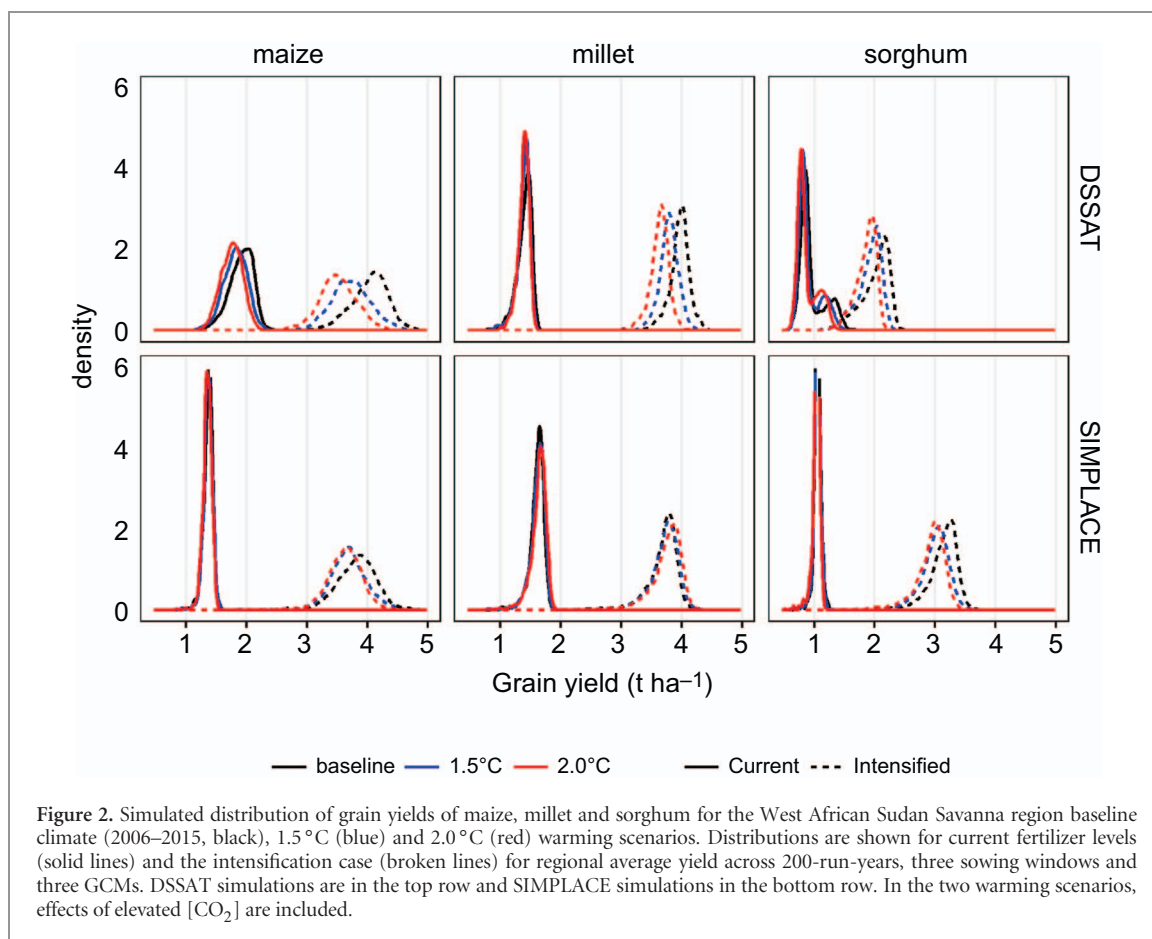 maize millet sorghum
6
4
2
0
DSSAT
density
6
4
2
0
SIMPLACE
1 2 3 4 5 1 2 3 4 5 1 2 3 4 5
Grain yield (t ha–1)
baseline 1.5°C 2.0°C Current Intensified
Figure 2. Simulated distribution of grain yields of maize, millet and sorghum for the West African Sudan Savanna region baseline
climate (2006–2015, black), 1.5 °C (blue) and 2.0 °C (red) warming scenarios. Distributions are shown for current fertilizer levels
(solid lines) and the intensification case (broken lines) for regional average yield across 200-run-years, three sowing windows and
three GCMs. DSSAT simulations are in the top row and SIMPLACE simulations in the bottom row. In the two warming scenarios,
effects of elevated [CO2] are included.